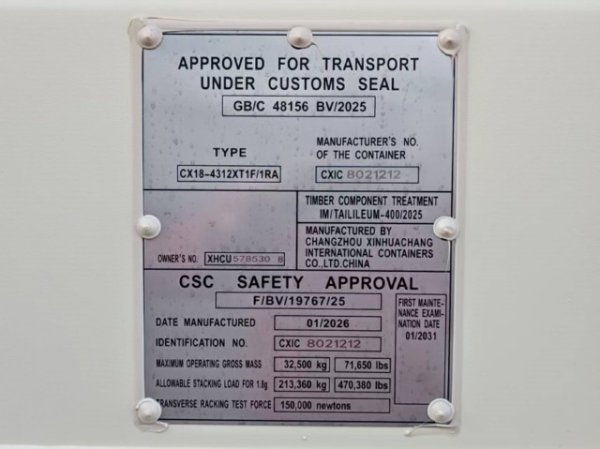 APPROVED FOR TRANSPORT
UNDER CUSTOMS SEAL
GB/C 48156 BV/2025
TYPE
CX18-4312XT1F/1RA
MANUFACTURER'S NO.
OF THE CONTAINER
CXIC 8021212
TIMBER COMPONENT TREATMENT
IM/TAILILEUM-400/2025
OWNER'S NO. XHCU 578530 8
MANUFACTURED BY
CHANGZHOU XINHUACHANG
INTERNATIONAL CONTAINERS
CO.,LTD.CHINA
CSC SAFETY APPROVAL
F/BV/19767/25
DATE MANUFACTURED 01/2026
IDENTIFICATION NO. CXIC 8021212
MAXIMUM OPERATING GROSS MASS 32,500 kg 71,650 lbs
ALLOWABLE STACKING LOAD FOR 1.8g 213,360 kg 470,380 lbs
TRANSVERSE RACKING TEST FORCE 150,000 newtons
FIRST MAINTE-
NANCE EXAMI-
NATION DATE
01/2031